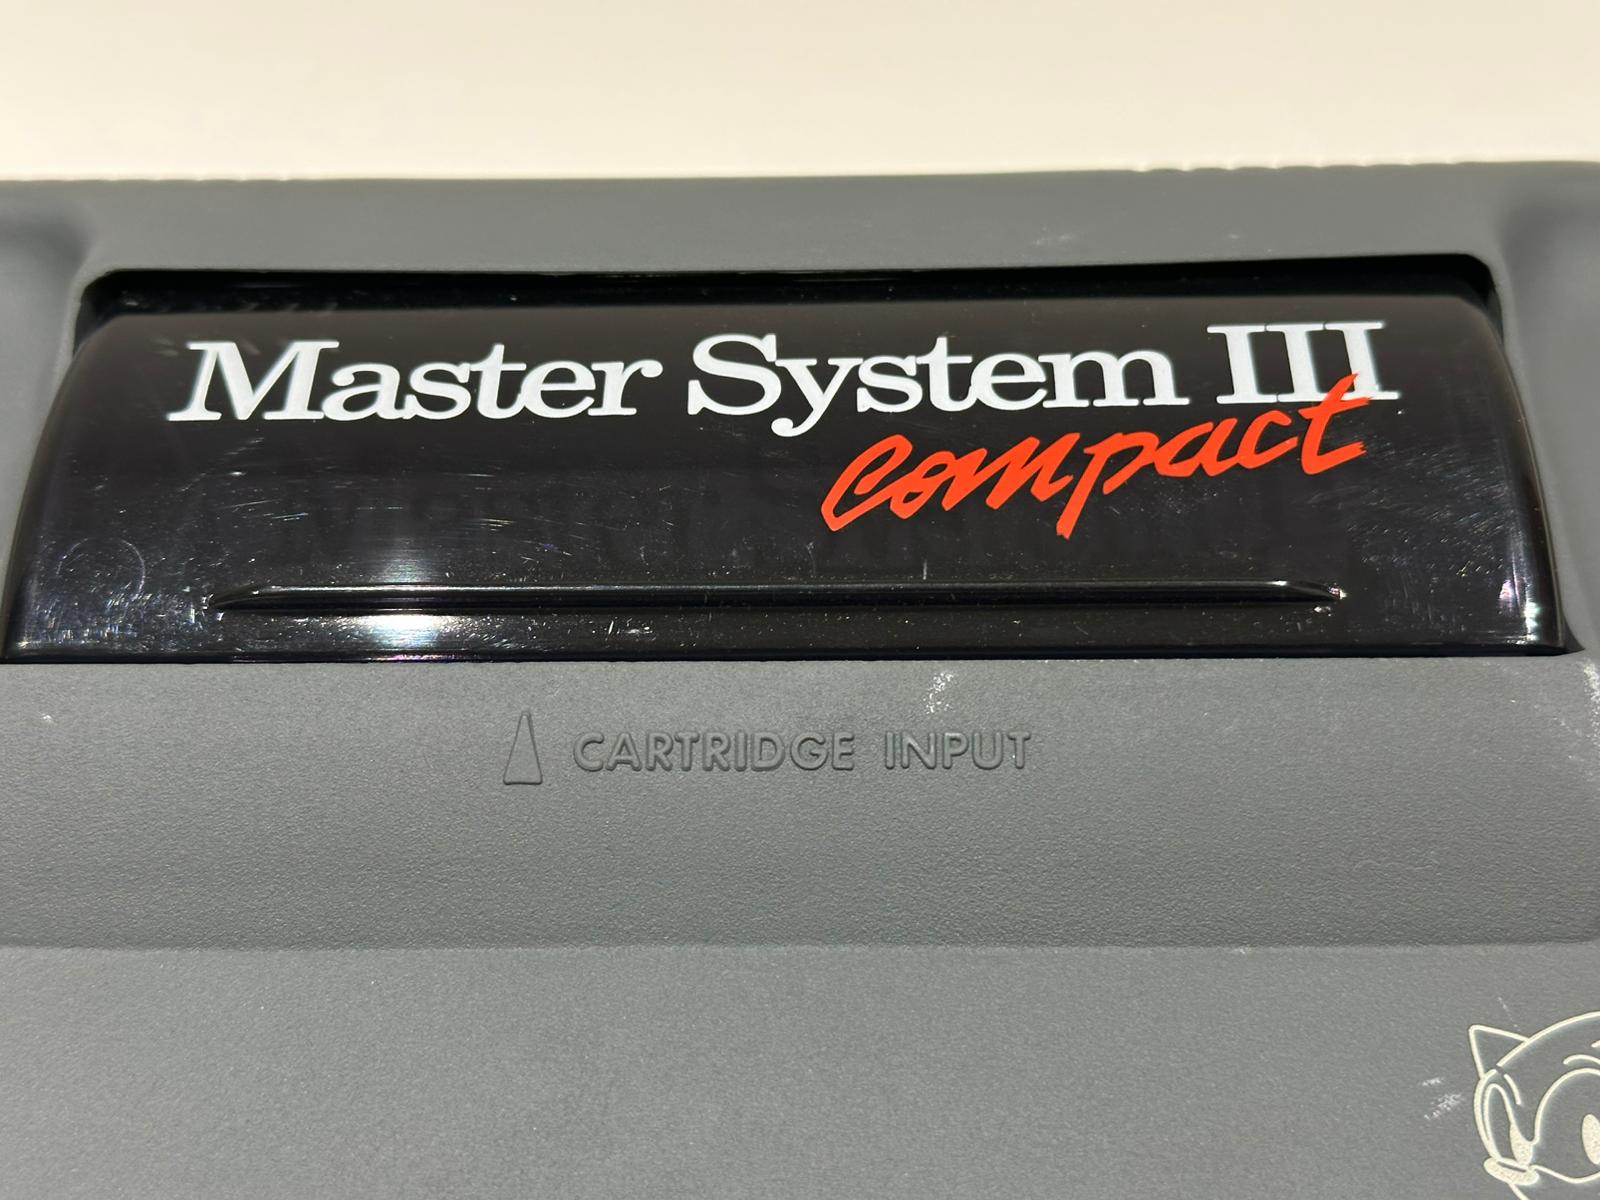 Master System III
compact
CARTRIDGE INPUT